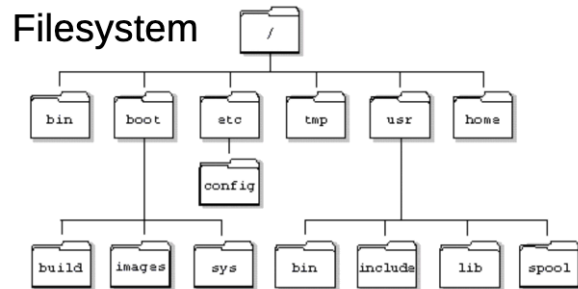 Filesystem
/
bin boot etc tmp usr home
config
build images sys bin include lib spool